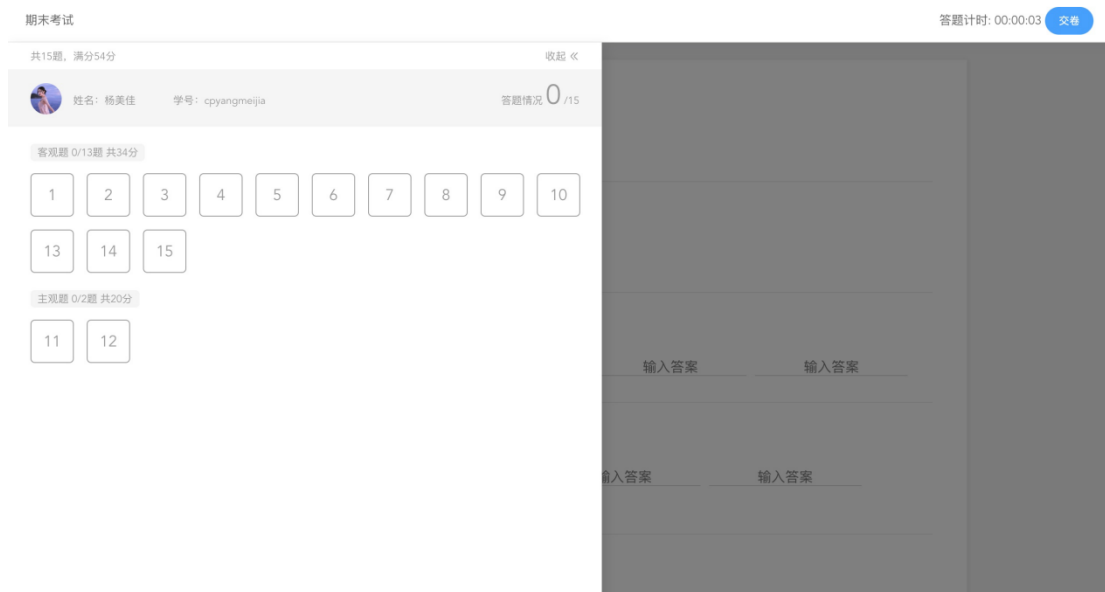 期末考试 答题计时: 00:00:03 交卷
共15题，满分54分 收起 «
姓名：杨美佳 学号：cpyangmeijia 答题情况 0 /15
客观题 0/13题 共34分
1 2 3 4 5 6 7 8 9 10
13 14 15
主观题 0/2题 共20分
11 12
输入答案 输入答案
输入答案 输入答案